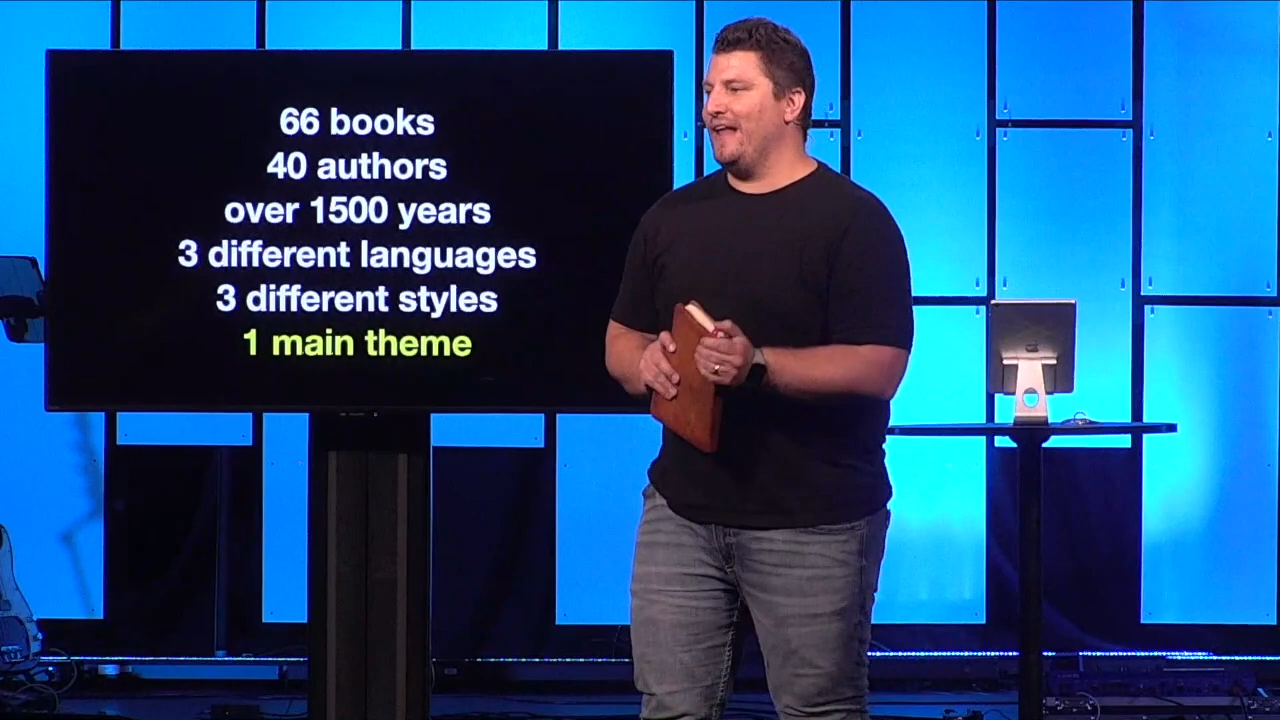 66 books
40 authors
over 1500 years
3 different languages
3 different styles
1 main theme